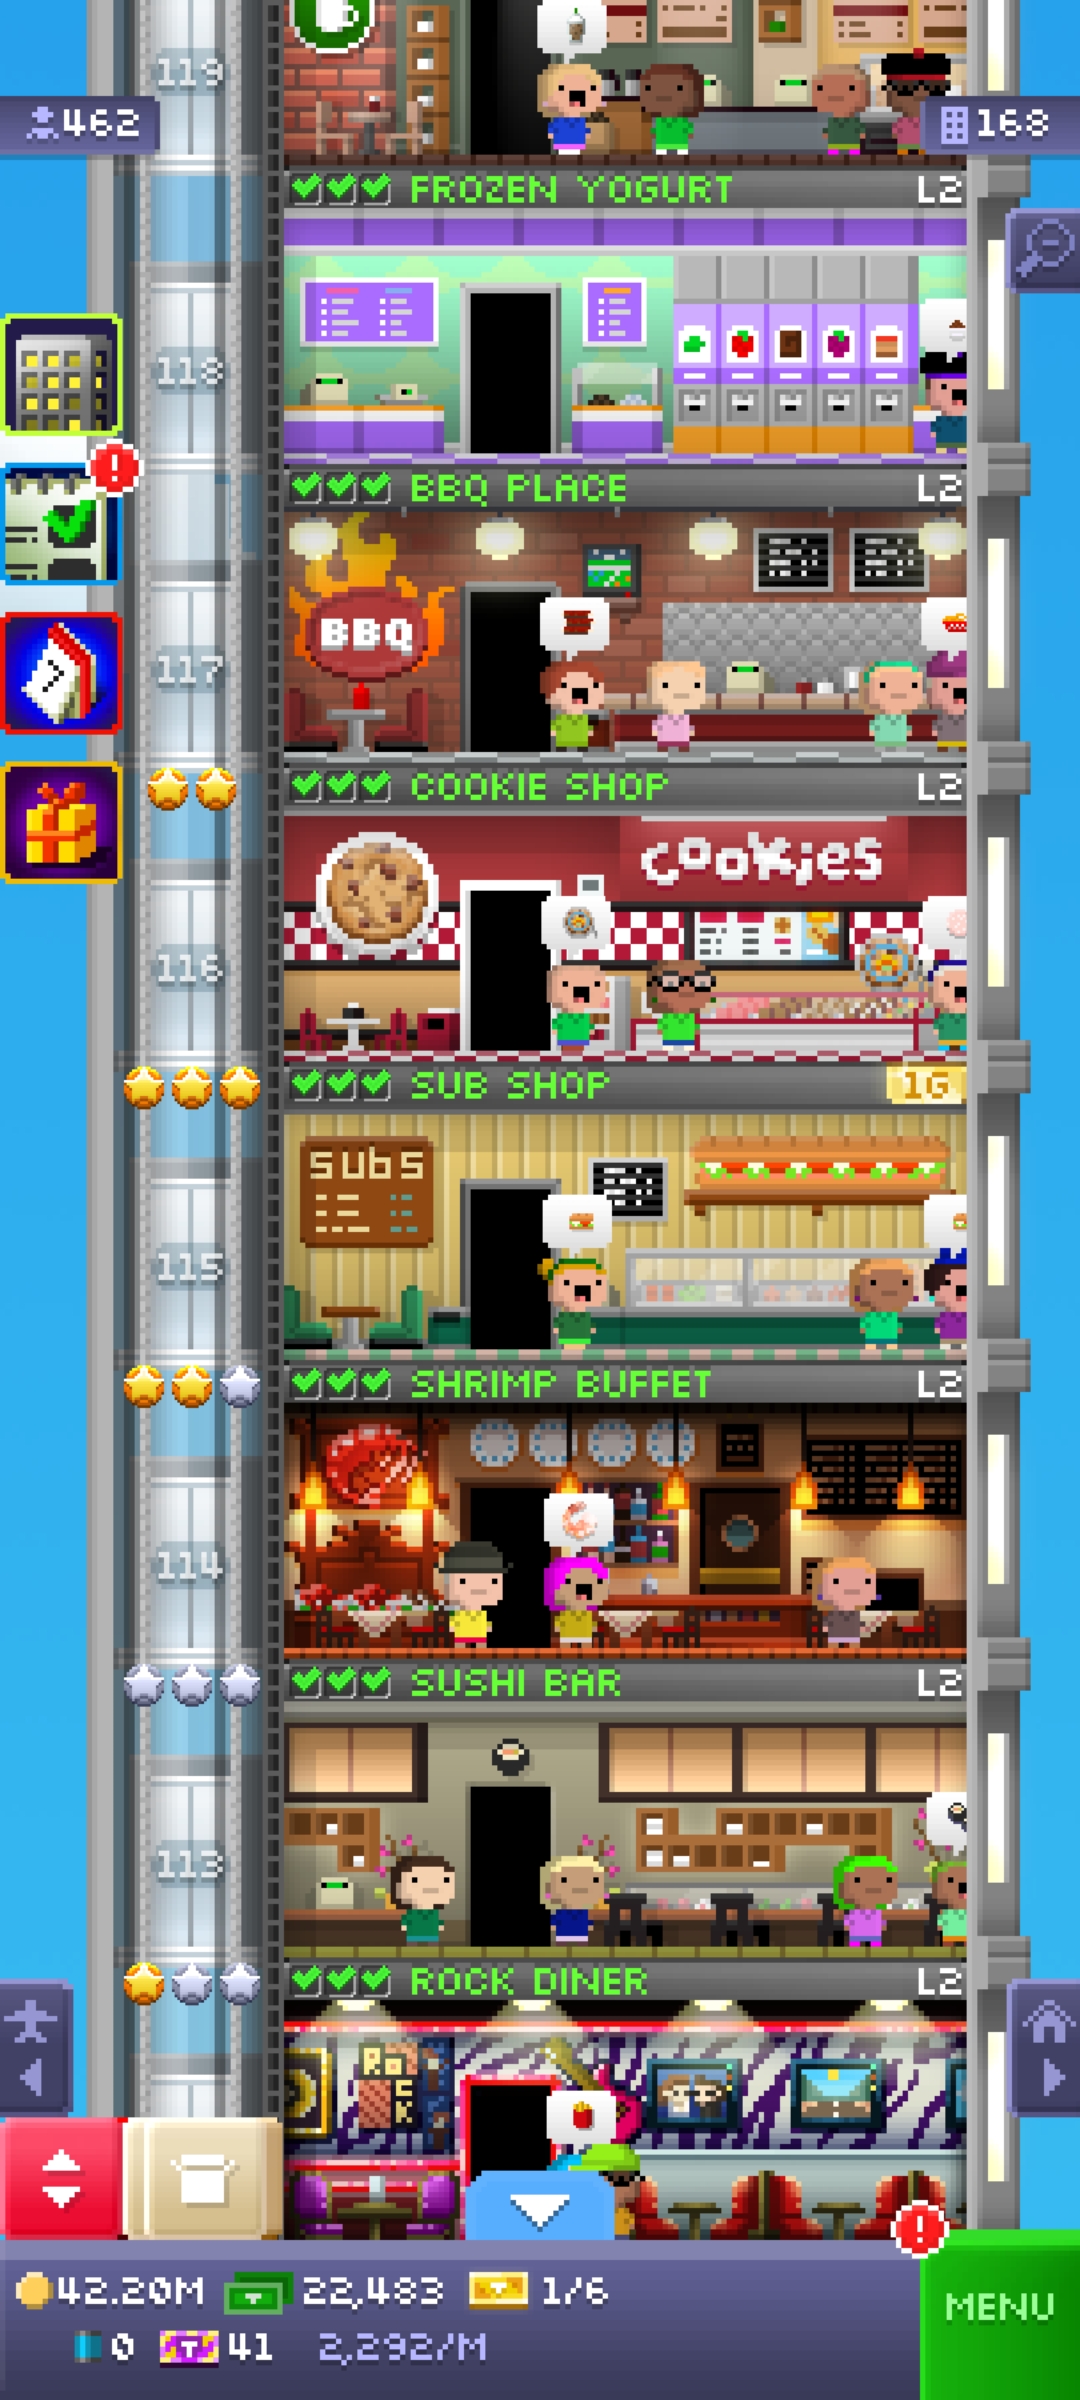 119
462
168
FROZEN YOGURT L2
118
BBQ PLACE L2
BBQ
117
COOKIE SHOP L2
cookies
116
SUB SHOP 1G
SUBS
115
SHRIMP BUFFET L2
114
SUSHI BAR L2
113
ROCK DINER L2
ROCK
42.20M 22,483 1/6
0 T 41 2,292/M
MENU